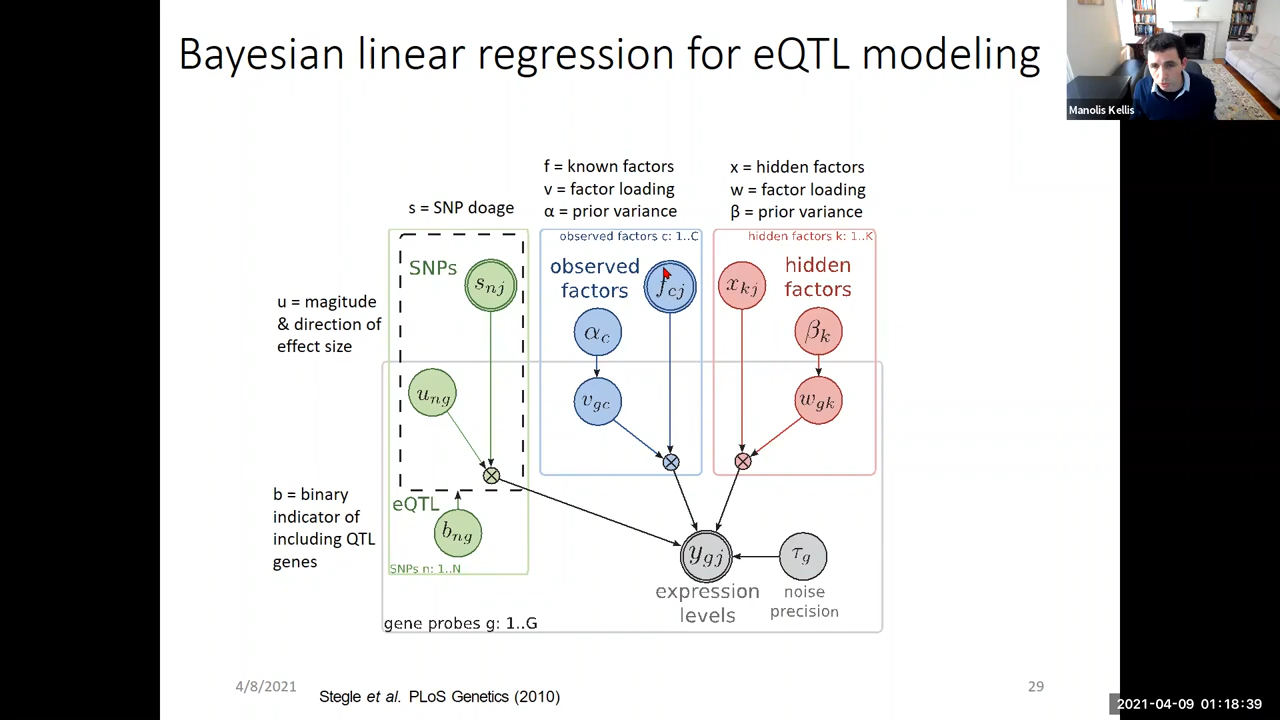 Bayesian linear regression for eQTL modeling
Manolis Kellis
f = known factors
v = factor loading
α = prior variance
x = hidden factors
w = factor loading
β = prior variance
s = SNP doage
observed factors c: 1..C
hidden factors k: 1..K
SNPs
s_nj
observed
factors
f_cj
x_kj
hidden
factors
u = magitude
& direction of
effect size
α_c
β_k
u_ng
v_gc
w_gk
b = binary
indicator of
including QTL
genes
eQTL
b_ng
SNPs n: 1..N
y_gj
τ_g
expression
levels
noise
precision
gene probes g: 1..G
4/8/2021
Stegle et al. PLoS Genetics (2010)
29
2021-04-09 01:18:39